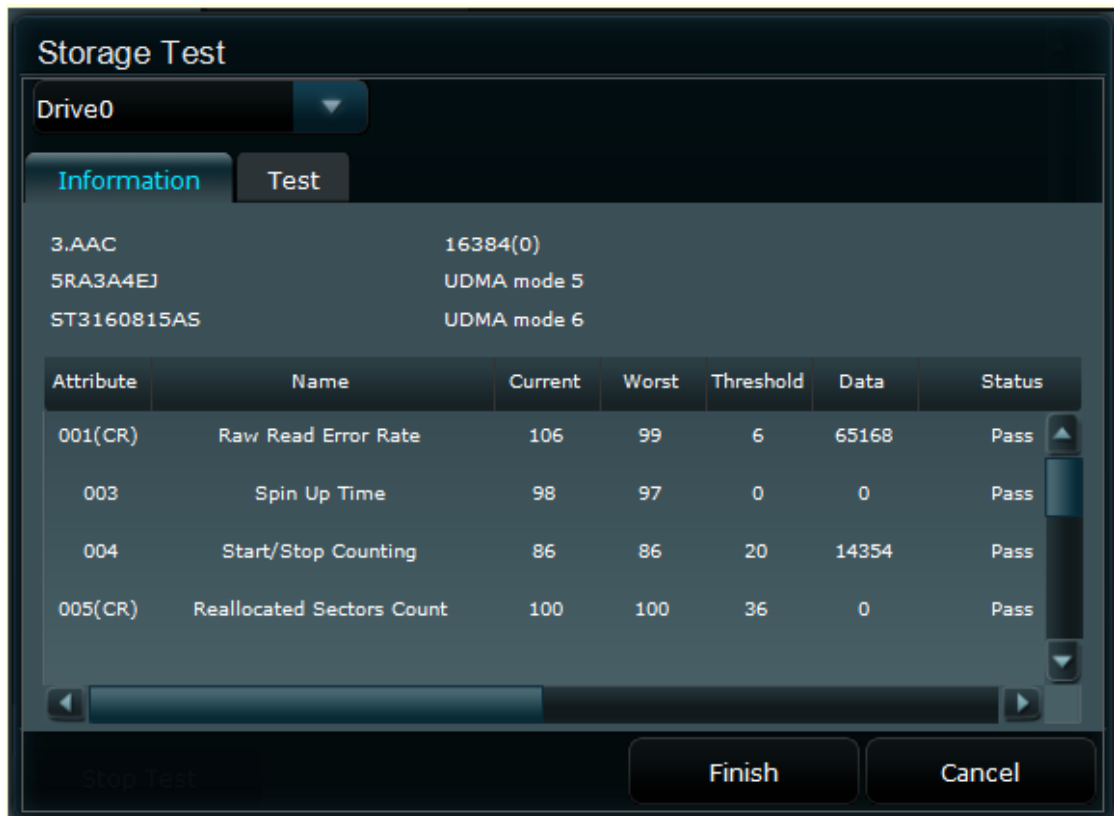 Storage Test
Drive0
Information Test
3.AAC 16384(0)
5RA3A4EJ UDMA mode 5
ST3160815AS UDMA mode 6
Attribute Name Current Worst Threshold Data Status
001(CR) Raw Read Error Rate 106 99 6 65168 Pass
003 Spin Up Time 98 97 0 0 Pass
004 Start/Stop Counting 86 86 20 14354 Pass
005(CR) Reallocated Sectors Count 100 100 36 0 Pass
Stop Test Finish Cancel